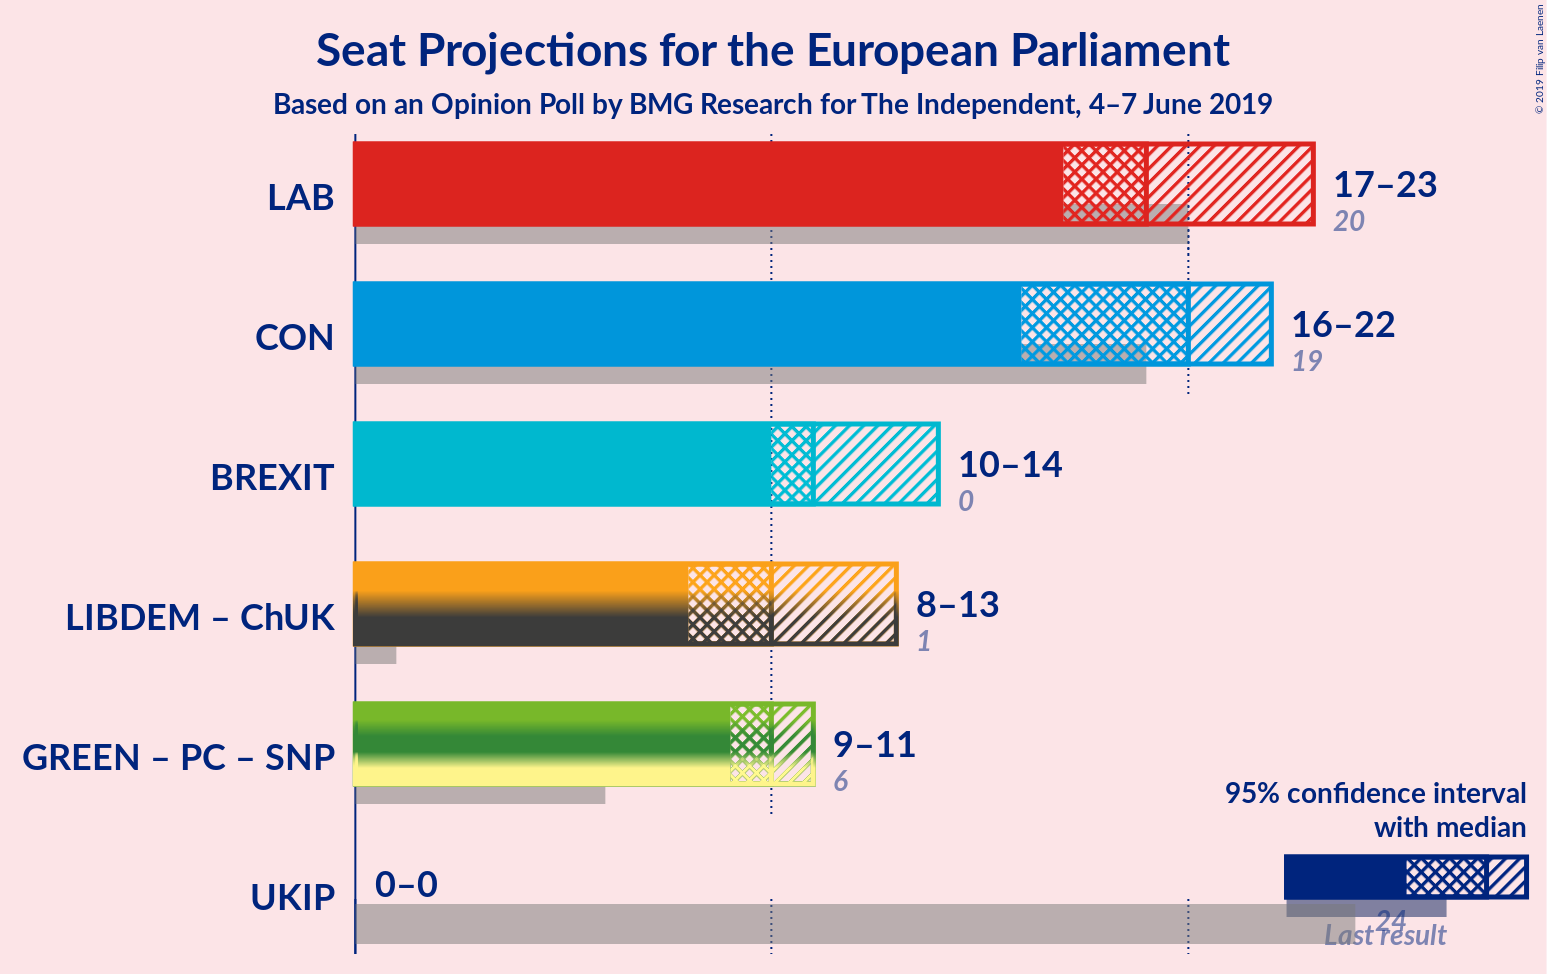 © 2019 Filip van Laenen
Seat Projections for the European Parliament
Based on an Opinion Poll by BMG Research for The Independent, 4–7 June 2019
LAB
17–23
20
CON
16–22
19
BREXIT
10–14
0
LIBDEM – ChUK
8–13
1
GREEN – PC – SNP
9–11
6
UKIP
0–0
24
95% confidence interval
with median
Last result